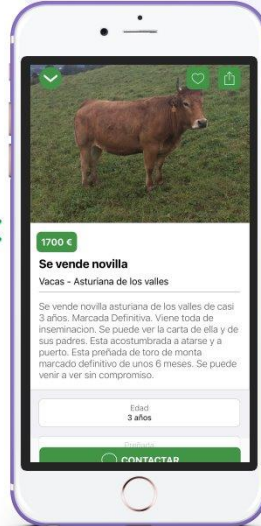 1700 €
Se vende novilla
Vacas - Asturiana de los valles
Se vende novilla asturiana de los valles de casi
3 años. Marcada Definitiva. Viene toda de
inseminacion. Se puede ver la carta de ella y de
sus padres. Esta acostumbrada a atarse y a
puerto. Esta preñada de toro de monta
marcado definitivo de unos 6 meses. Se puede
venir a ver sin compromiso.
Edad
3 años
Preñada
CONTACTAR